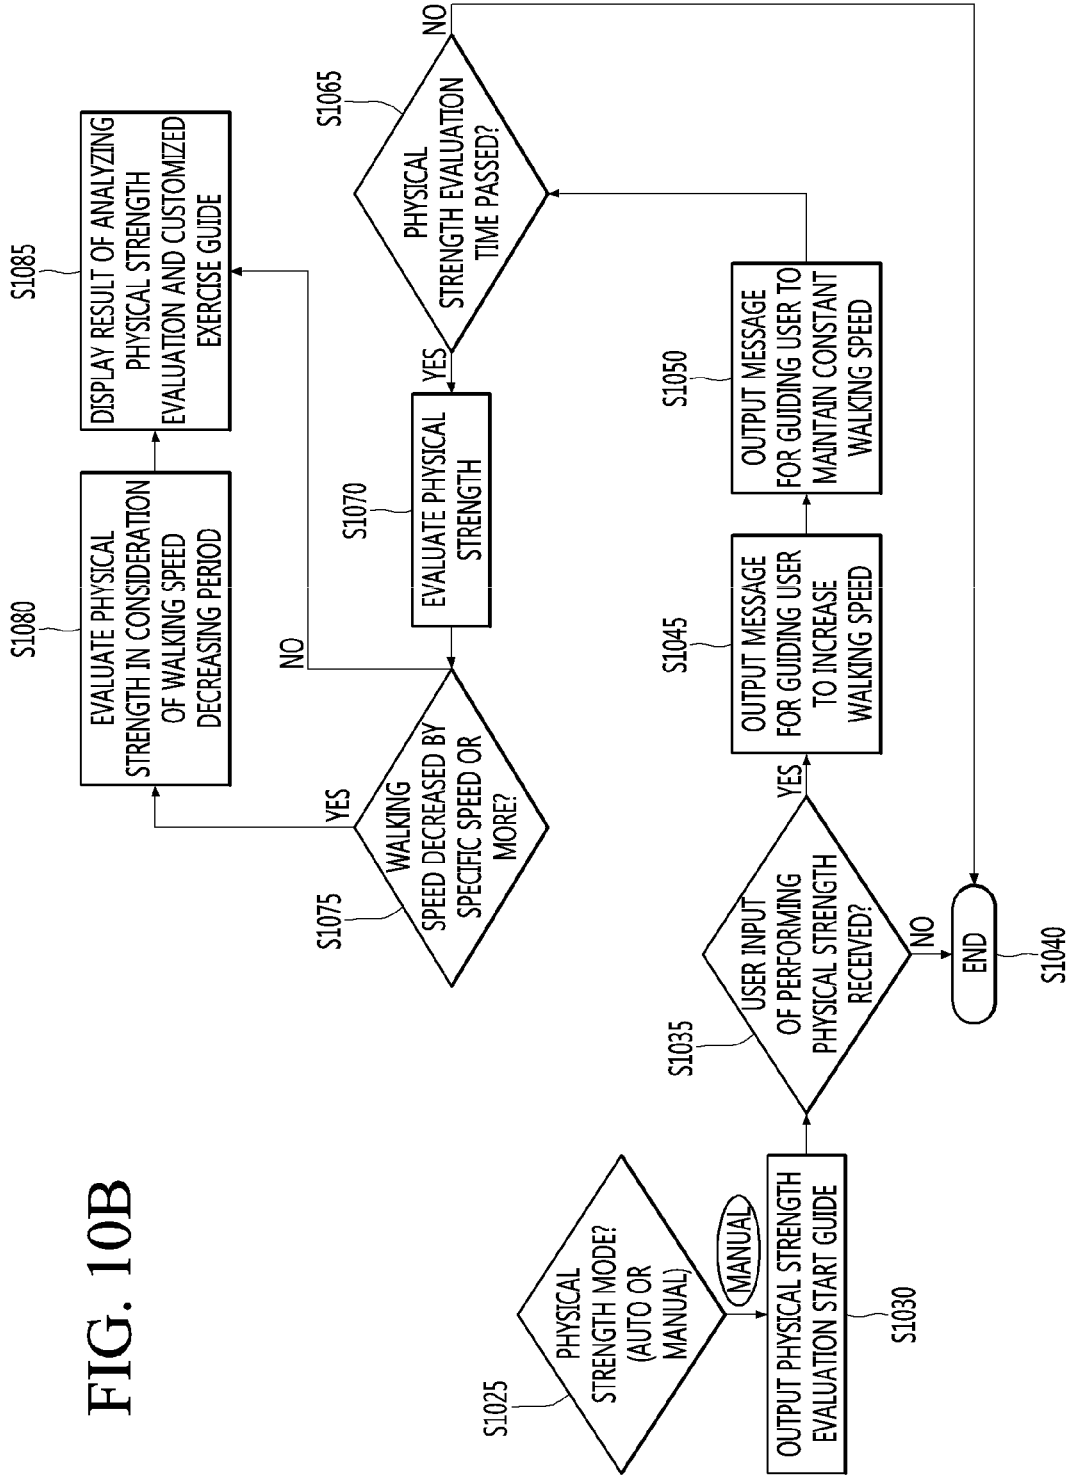 FIG. 10B
S1025
PHYSICAL
STRENGTH MODE?
(AUTO OR
MANUAL)
MANUAL
OUTPUT PHYSICAL STRENGTH
EVALUATION START GUIDE
S1030
S1035
USER INPUT
OF PERFORMING
PHYSICAL STRENGTH
RECEIVED?
NO
END
S1040
YES
S1045
OUTPUT MESSAGE
FOR GUIDING USER
TO INCREASE
WALKING SPEED
S1050
OUTPUT MESSAGE
FOR GUIDING USER TO
MAINTAIN CONSTANT
WALKING SPEED
S1065
PHYSICAL
STRENGTH EVALUATION
TIME PASSED?
NO
YES
S1070
EVALUATE PHYSICAL
STRENGTH
S1075
WALKING
SPEED DECREASED BY
SPECIFIC SPEED OR
MORE?
YES
NO
S1080
EVALUATE PHYSICAL
STRENGTH IN CONSIDERATION
OF WALKING SPEED
DECREASING PERIOD
S1085
DISPLAY RESULT OF ANALYZING
PHYSICAL STRENGTH
EVALUATION AND CUSTOMIZED
EXERCISE GUIDE